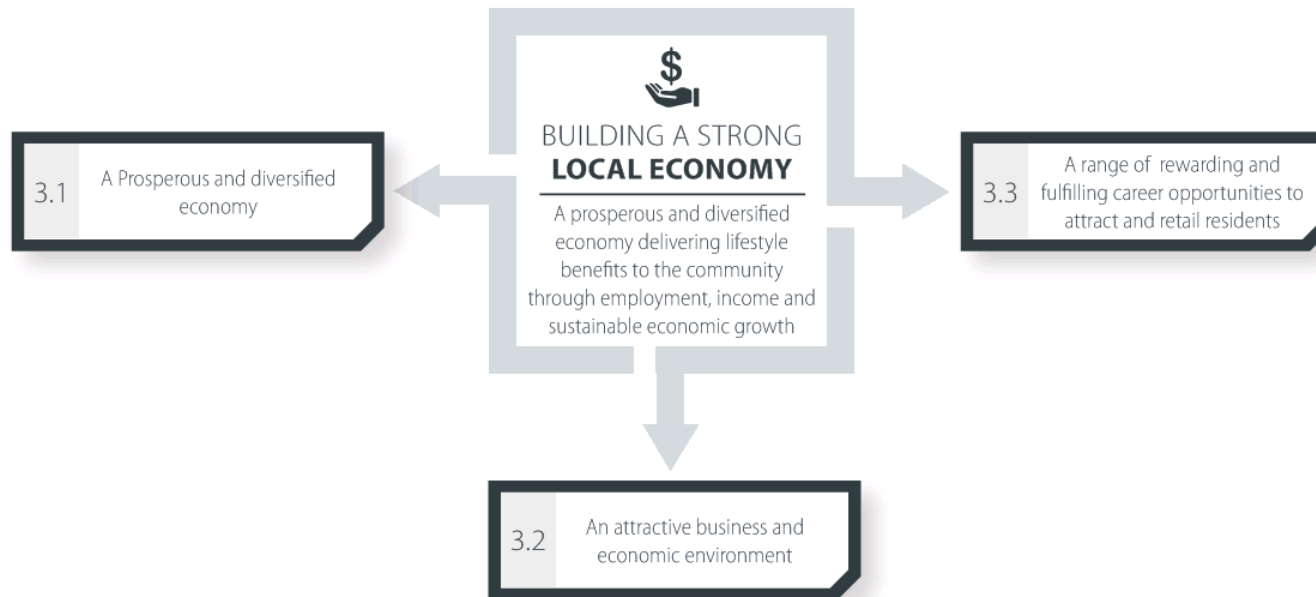 $
BUILDING A STRONG
LOCAL ECONOMY
A prosperous and diversified
economy delivering lifestyle
benefits to the community
through employment, income and
sustainable economic growth
3.1
A Prosperous and diversified
economy
3.2
An attractive business and
economic environment
3.3
A range of rewarding and
fulfilling career opportunities to
attract and retail residents